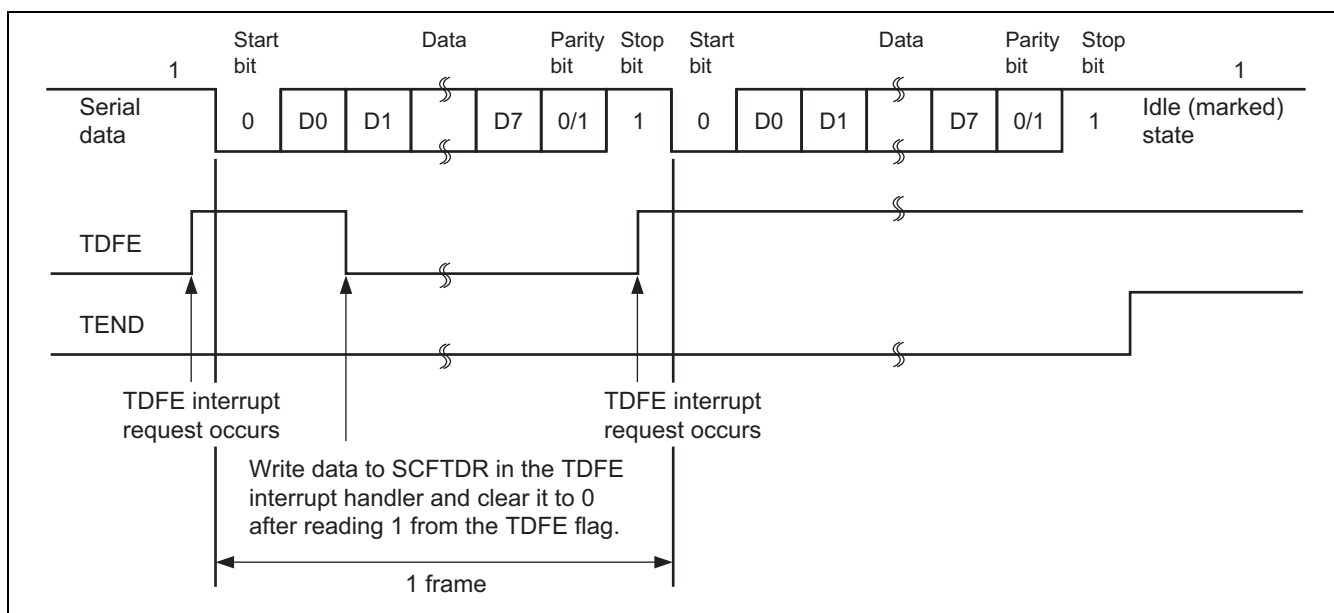 Start bit
Data
Parity bit
Stop bit
Start bit
Data
Parity bit
Stop bit
1
1
Serial data
0
D0
D1
D7
0/1
1
0
D0
D1
D7
0/1
1
Idle (marked) state
TDFE
TEND
TDFE interrupt
request occurs
TDFE interrupt
request occurs
Write data to SCFTDR in the TDFE
interrupt handler and clear it to 0
after reading 1 from the TDFE flag.
1 frame